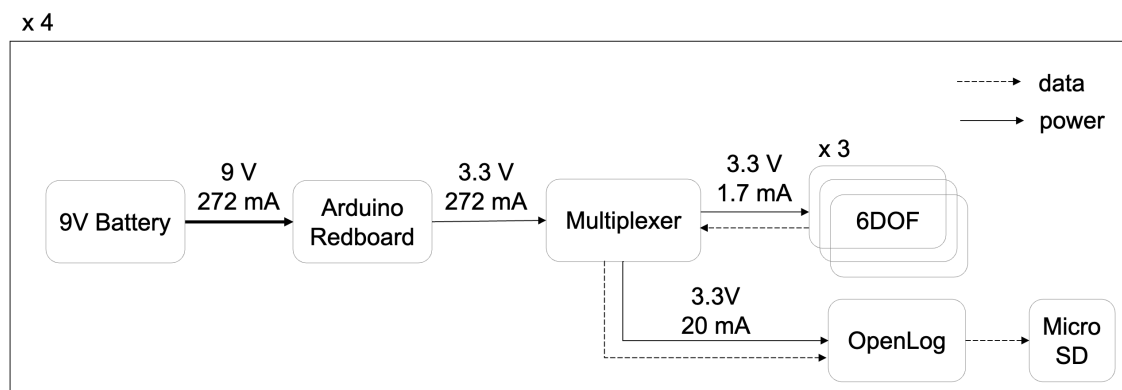 x 4
data
power
9V Battery
9 V
272 mA
Arduino
Redboard
3.3 V
272 mA
Multiplexer
3.3 V
1.7 mA
x 3
6DOF
3.3V
20 mA
OpenLog
Micro
SD